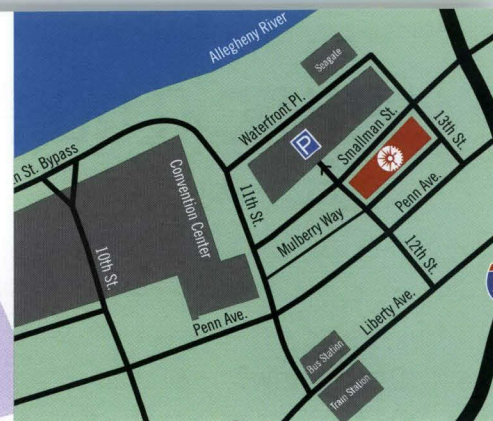 Allegheny River
Seagate
Waterfront Pl.
P
Smallman St.
13th St.
n St. Bypass
Convention Center
11th St.
Mulberry Way
Penn Ave.
10th St.
12th St.
Penn Ave.
Liberty Ave.
Bus Station
Train Station